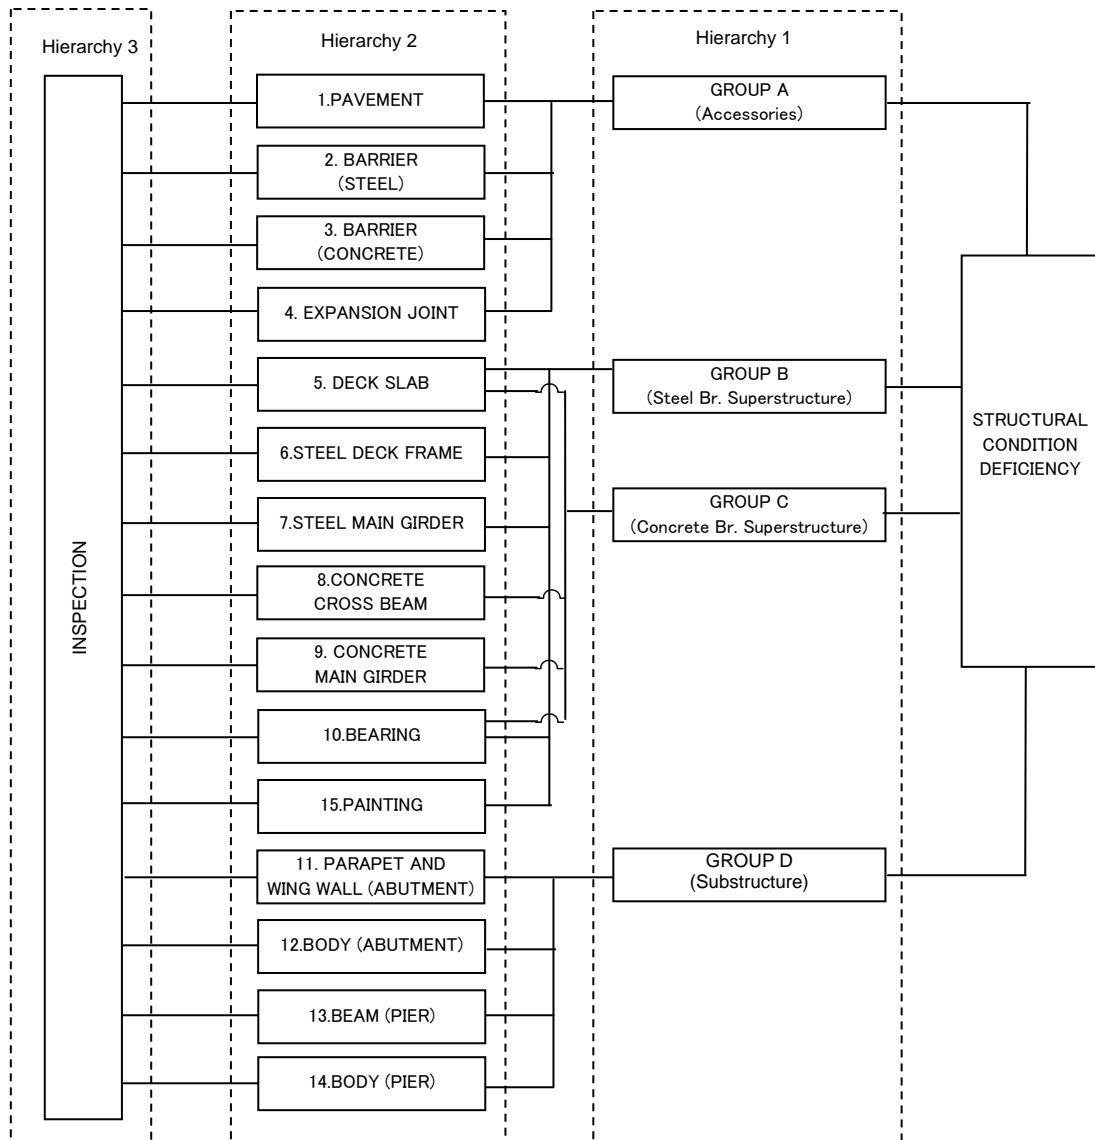 Hierarchy 3
Hierarchy 2
Hierarchy 1
INSPECTION
1.PAVEMENT
2. BARRIER
(STEEL)
3. BARRIER
(CONCRETE)
4. EXPANSION JOINT
5. DECK SLAB
6.STEEL DECK FRAME
7.STEEL MAIN GIRDER
8.CONCRETE
CROSS BEAM
9. CONCRETE
MAIN GIRDER
10.BEARING
15.PAINTING
11. PARAPET AND
WING WALL (ABUTMENT)
12.BODY (ABUTMENT)
13.BEAM (PIER)
14.BODY (PIER)
GROUP A
(Accessories)
GROUP B
(Steel Br. Superstructure)
GROUP C
(Concrete Br. Superstructure)
GROUP D
(Substructure)
STRUCTURAL
CONDITION
DEFICIENCY